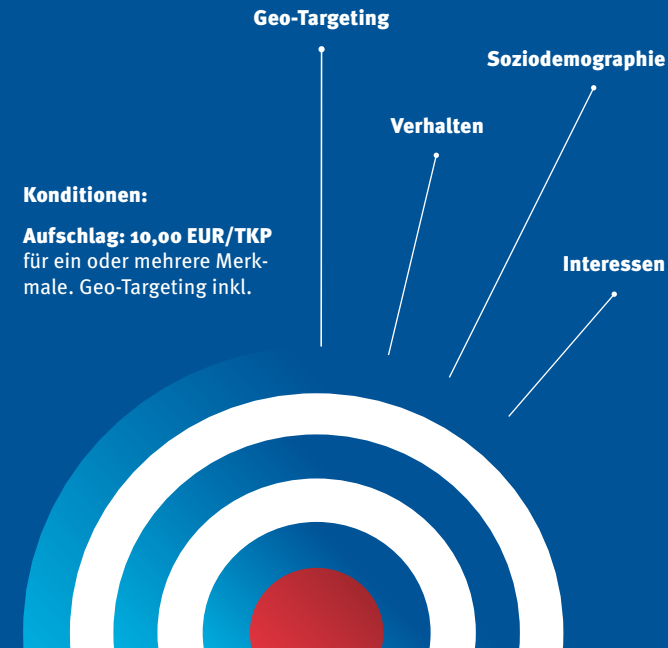 Geo-Targeting
Soziodemographie
Verhalten
Konditionen:
Aufschlag: 10,00 EUR/TKP
für ein oder mehrere Merk-
male. Geo-Targeting inkl.
Interessen